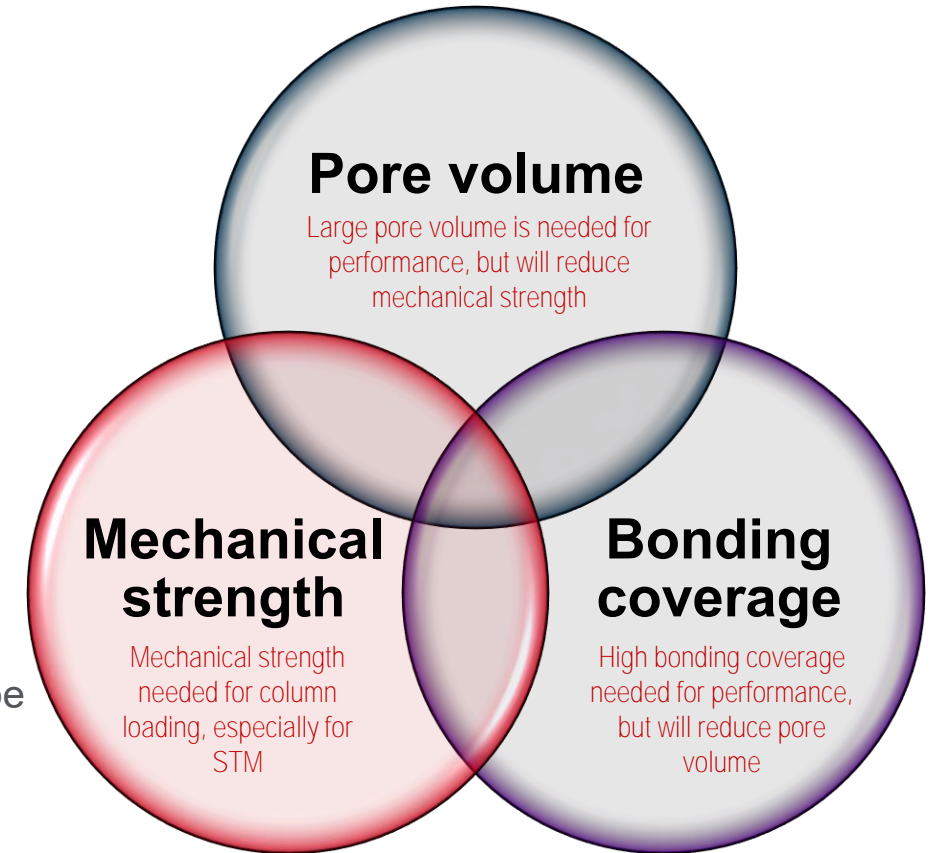 Pore volume
Large pore volume is needed for
performance, but will reduce
mechanical strength
Mechanical
strength
Mechanical strength
needed for column
loading, especially for
STM
Bonding
coverage
High bonding coverage
needed for performance,
but will reduce pore
volume